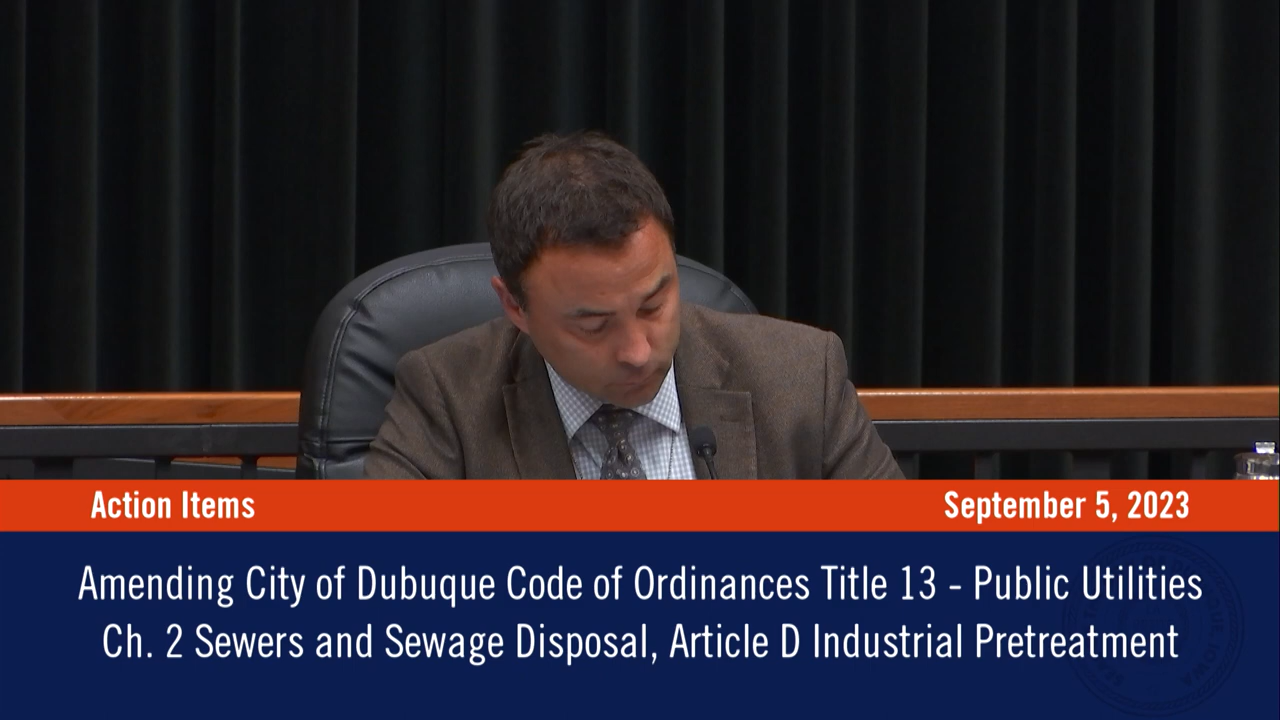 Action Items
September 5, 2023
Amending City of Dubuque Code of Ordinances Title 13 - Public Utilities
Ch. 2 Sewers and Sewage Disposal, Article D Industrial Pretreatment